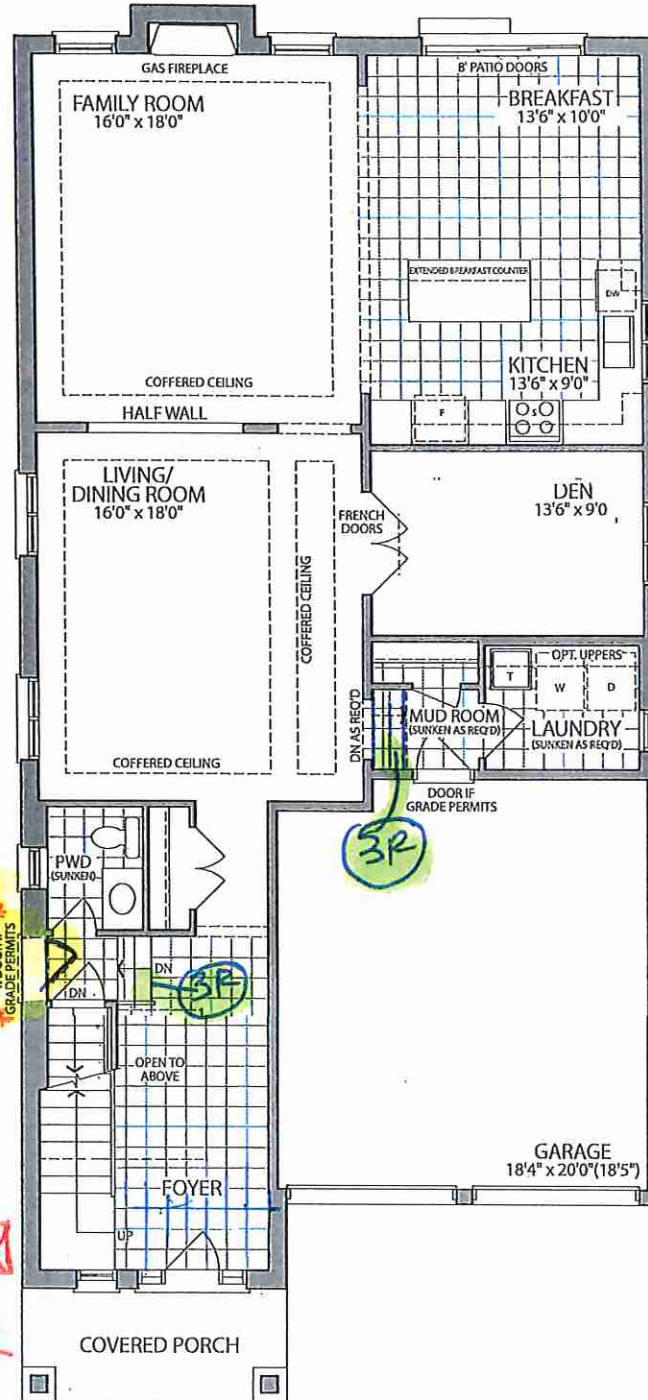 GAS FIREPLACE
8' PATIO DOORS
FAMILY ROOM
16'0" x 18'0"
BREAKFAST
13'6" x 10'0"
EXTENDED BREAKFAST COUNTER
DW
KITCHEN
13'6" x 9'0"
COFFERED CEILING
F
S
HALF WALL
LIVING/
DINING ROOM
16'0" x 18'0"
FRENCH
DOORS
DEN
13'6" x 9'0
COFFERED CEILING
OPT. UPPERS
T
W
D
DN AS REQ'D
MUD ROOM
(SUNKEN AS REQ'D)
LAUNDRY
(SUNKEN AS REQ'D)
COFFERED CEILING
DOOR IF
GRADE PERMITS
3R
PWD
(SUNKEN)
GRADE PERMITS
DN
DN
3R
OPEN TO
ABOVE
GARAGE
18'4" x 20'0"(18'5")
FOYER
UP
COVERED PORCH